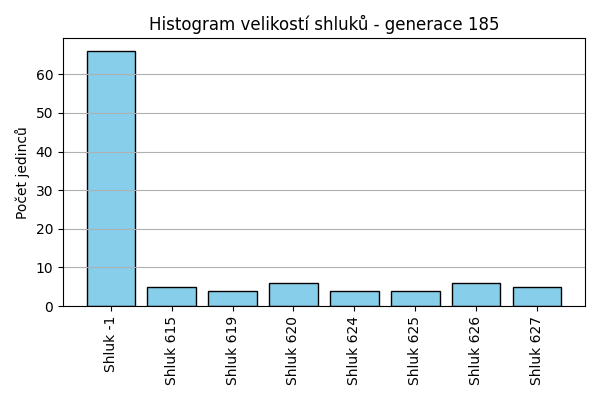 Histogram velikostí shluků - generace 185
Počet jedinců
60
50
40
30
20
10
0
Shluk -1
Shluk 615
Shluk 619
Shluk 620
Shluk 624
Shluk 625
Shluk 626
Shluk 627